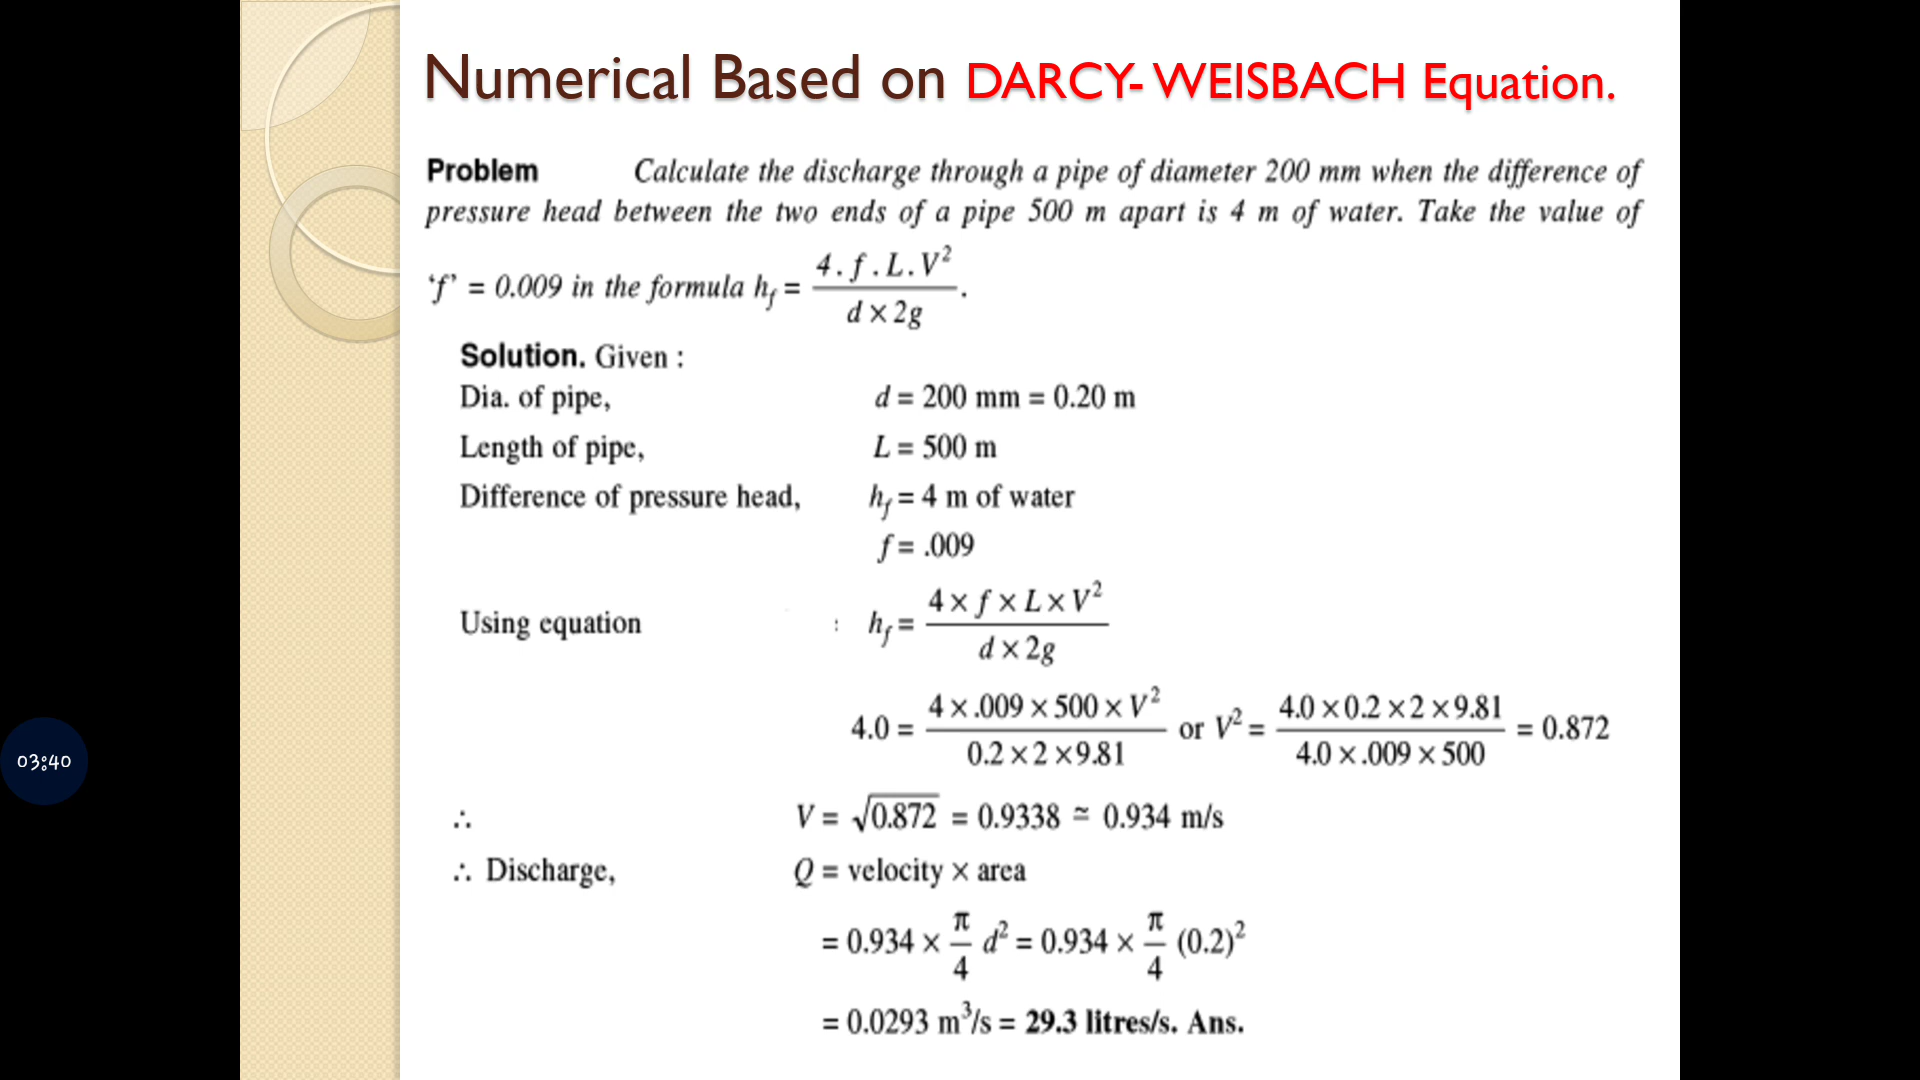 Numerical Based on DARCY- WEISBACH Equation.
Problem Calculate the discharge through a pipe of diameter 200 mm when the difference of
pressure head between the two ends of a pipe 500 m apart is 4 m of water. Take the value of
‘f’ = 0.009 in the formula h_f = (4 . f . L . V²) / (d × 2g) .
Solution. Given :
Dia. of pipe, d = 200 mm = 0.20 m
Length of pipe, L = 500 m
Difference of pressure head, h_f = 4 m of water
f = .009
Using equation : h_f = (4 × f × L × V²) / (d × 2g)
4.0 = (4 × .009 × 500 × V²) / (0.2 × 2 × 9.81) or V² = (4.0 × 0.2 × 2 × 9.81) / (4.0 × .009 × 500) = 0.872
03:40
∴ V = √0.872 = 0.9338 ≃ 0.934 m/s
∴ Discharge, Q = velocity × area
= 0.934 × π/4 d² = 0.934 × π/4 (0.2)²
= 0.0293 m³/s = 29.3 litres/s. Ans.